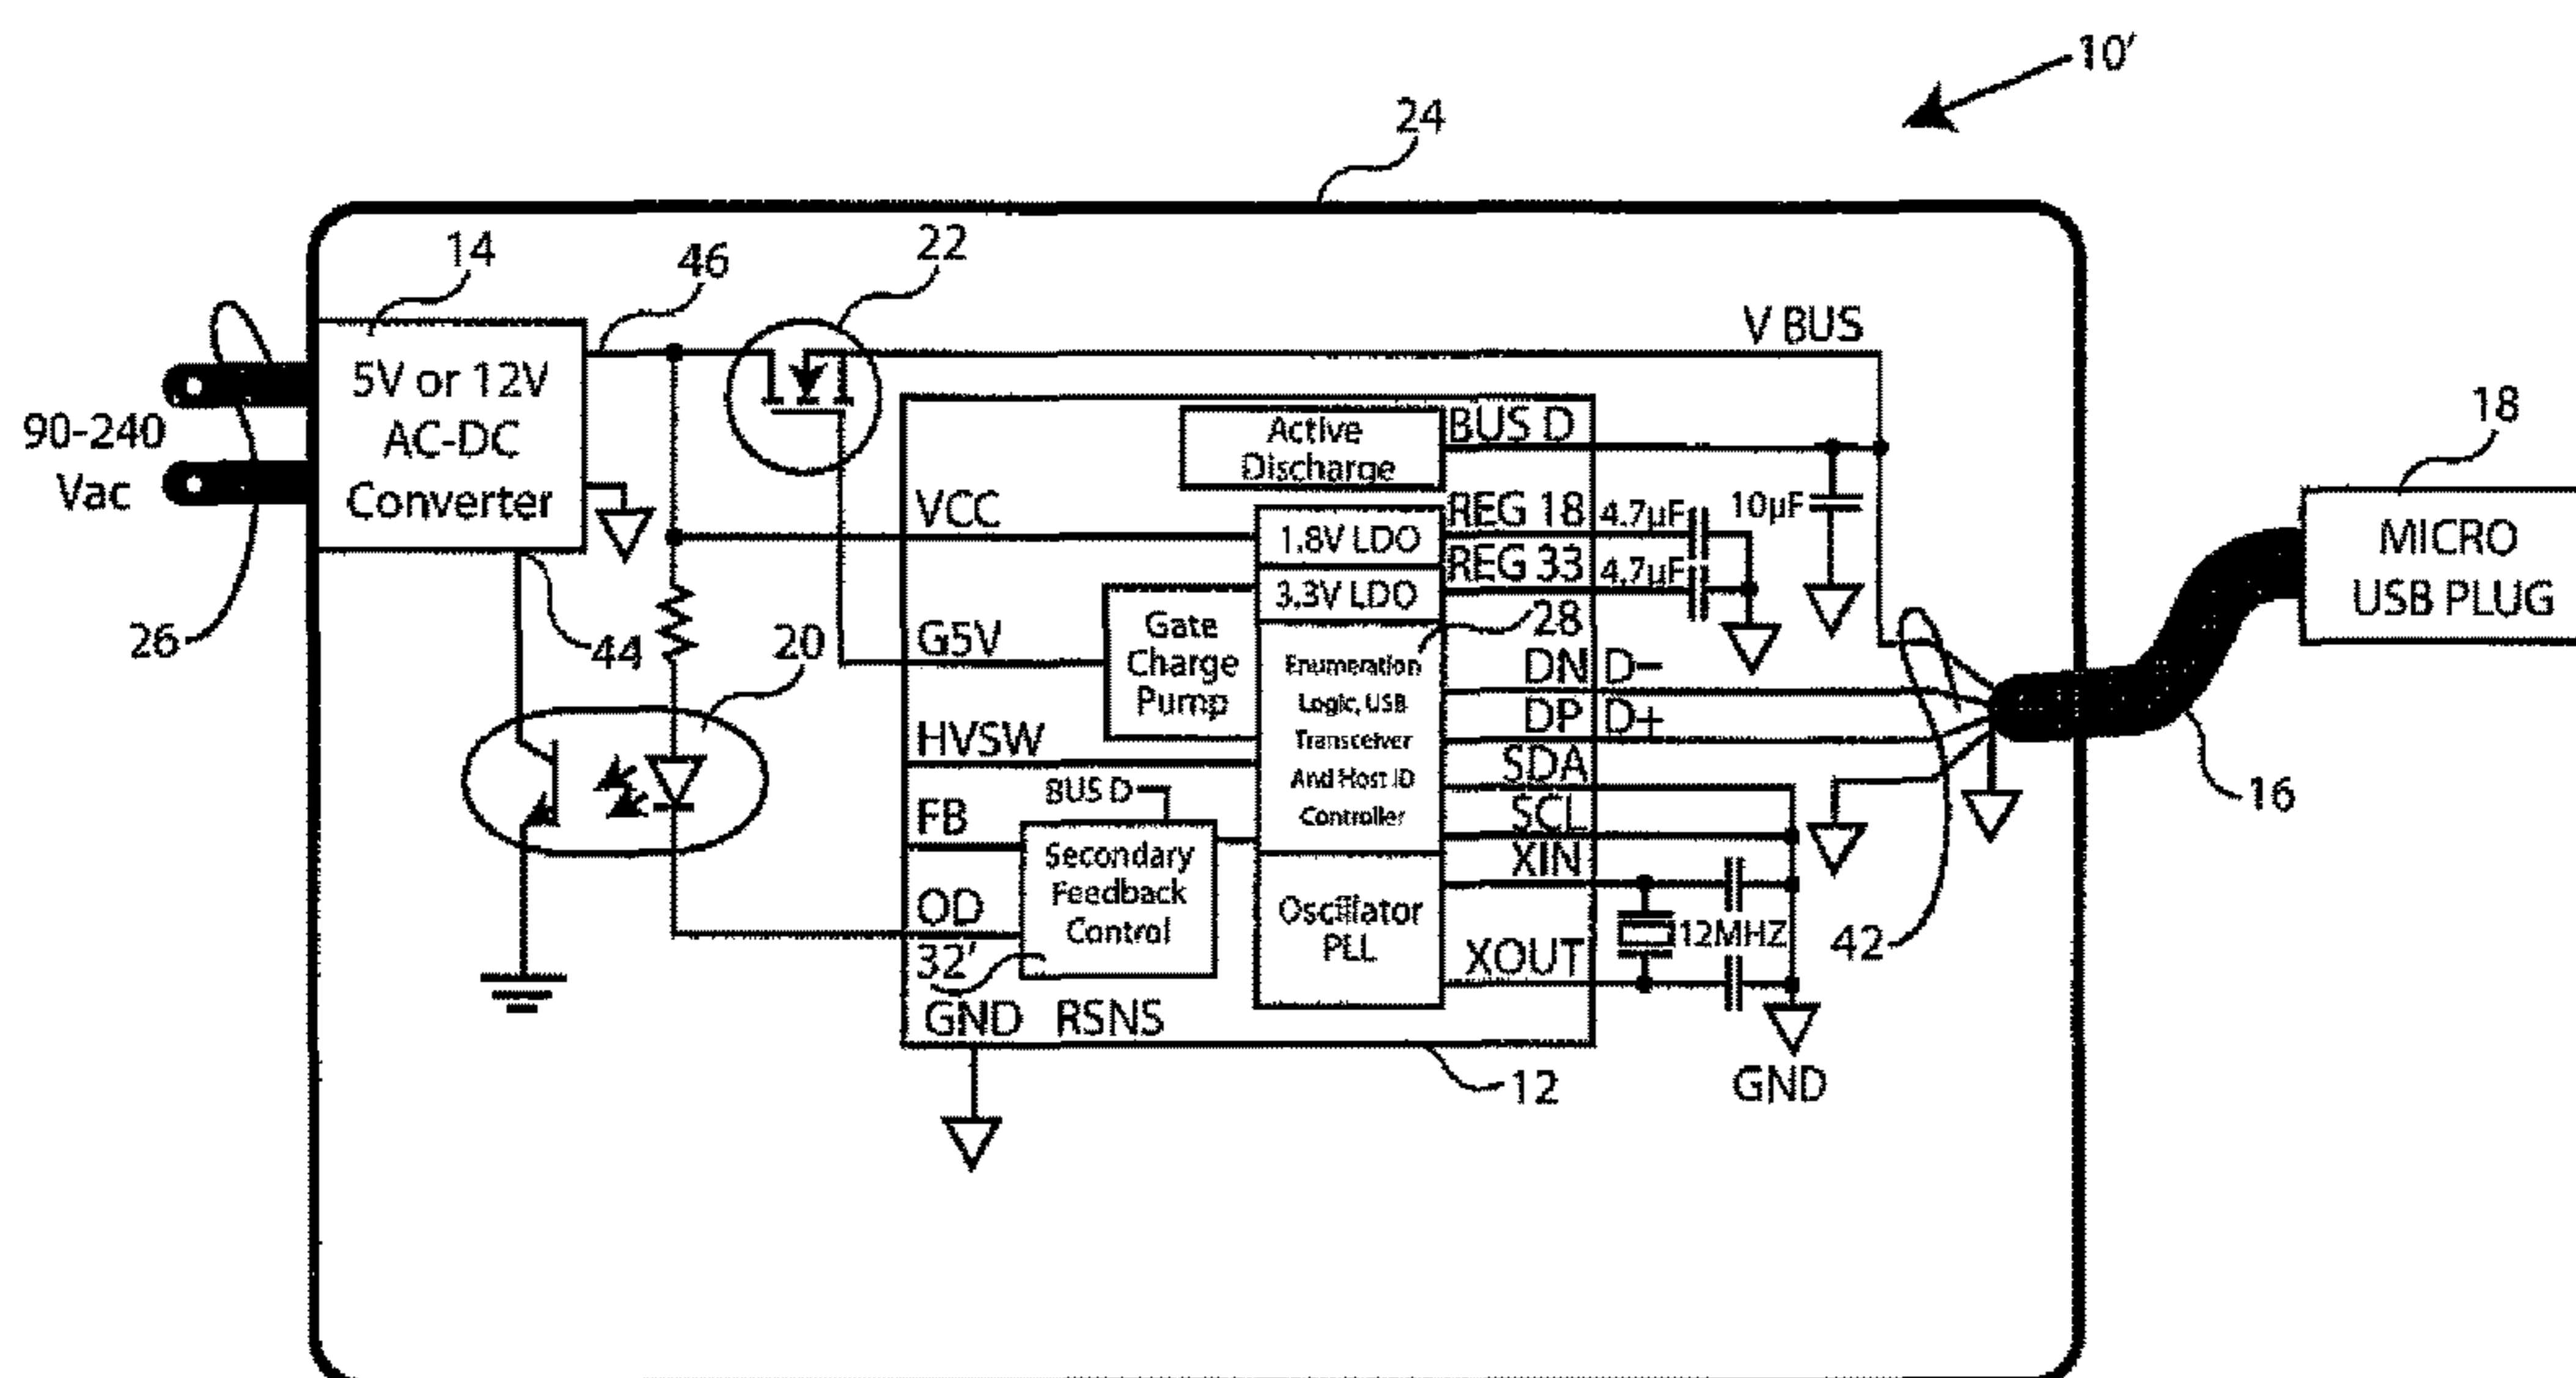 10′
24
14
46
22
V BUS
5V or 12V
AC-DC
Converter
90-240
Vac
26
44
20
18
MICRO
USB PLUG
16
42
Active
Discharge
BUS D
VCC
1.8V LDO
REG 18
4.7μF
10μF
3.3V LDO
REG 33
4.7μF
Gate
Charge
Pump
G5V
28
Enumeration
Logic, USB
Transceiver
And Host ID
Controller
DN
D−
DP
D+
HVSW
SDA
BUS D
SCL
FB
XIN
Secondary
Feedback
Control
OD
32′
Oscillator
PLL
12MHZ
XOUT
GND
RSNS
12
GND